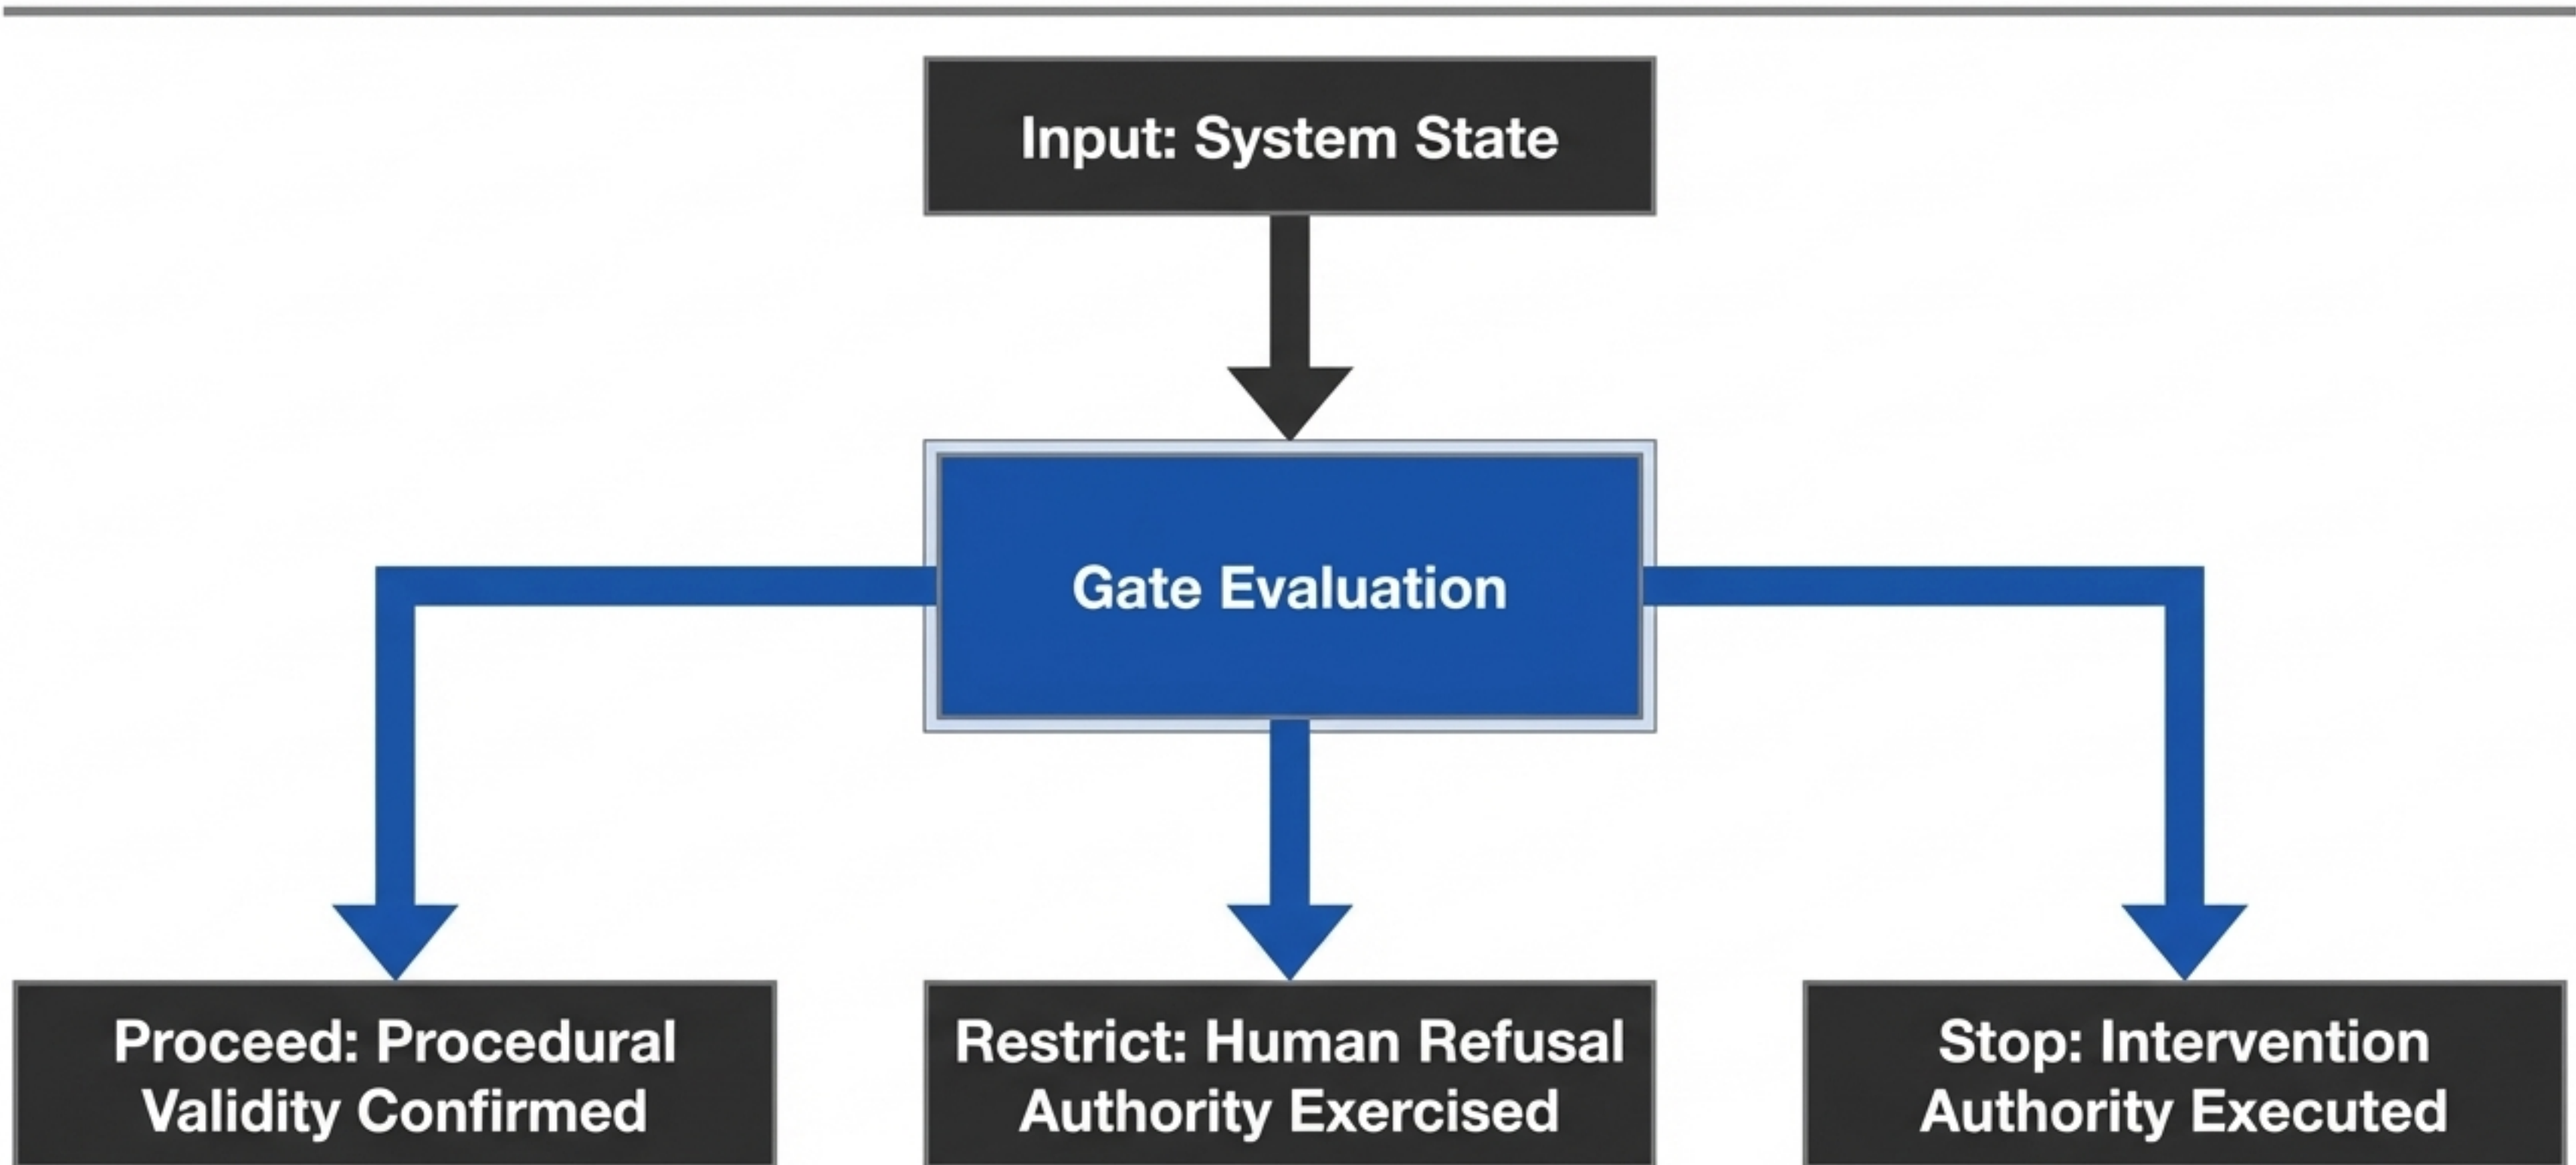 Input: System State
Gate Evaluation
Proceed: Procedural
Validity Confirmed
Restrict: Human Refusal
Authority Exercised
Stop: Intervention
Authority Executed